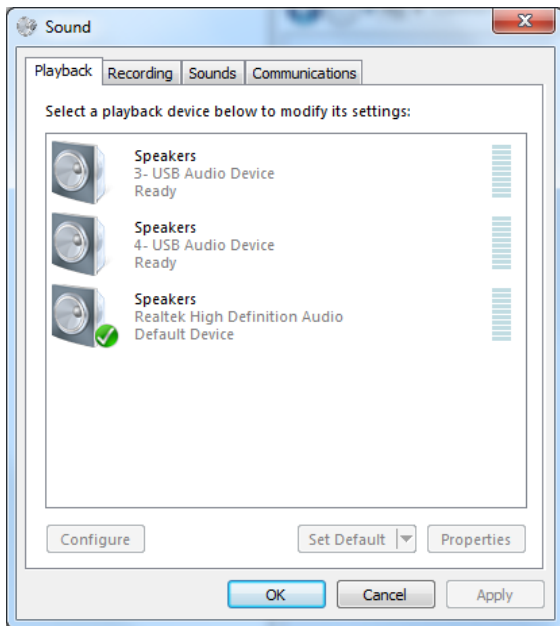 Sound
Playback Recording Sounds Communications
Select a playback device below to modify its settings:
Speakers
3- USB Audio Device
Ready
Speakers
4- USB Audio Device
Ready
Speakers
Realtek High Definition Audio
Default Device
Configure Set Default Properties
OK Cancel Apply